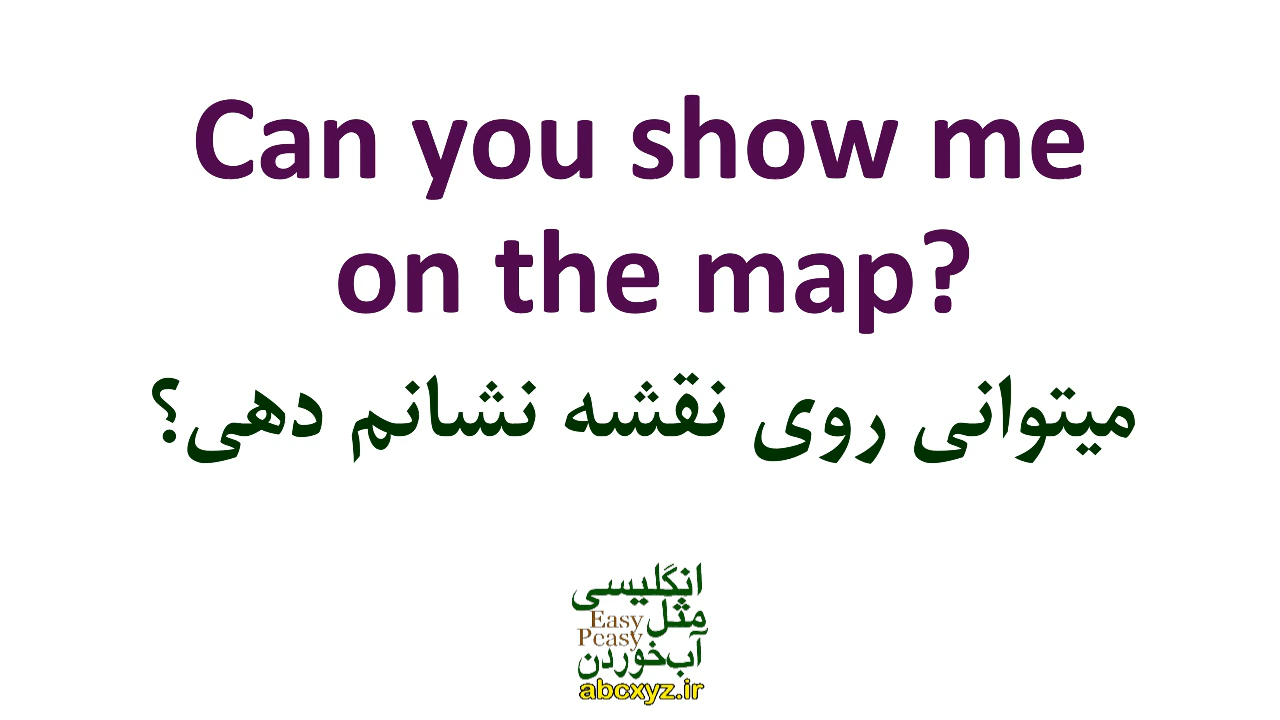 Can you show me
on the map?
میتوانی روی نقشه نشانم دهی؟
انگلیسی
مثل
Easy
Peasy
آب‌خوردن
abcxyz.ir